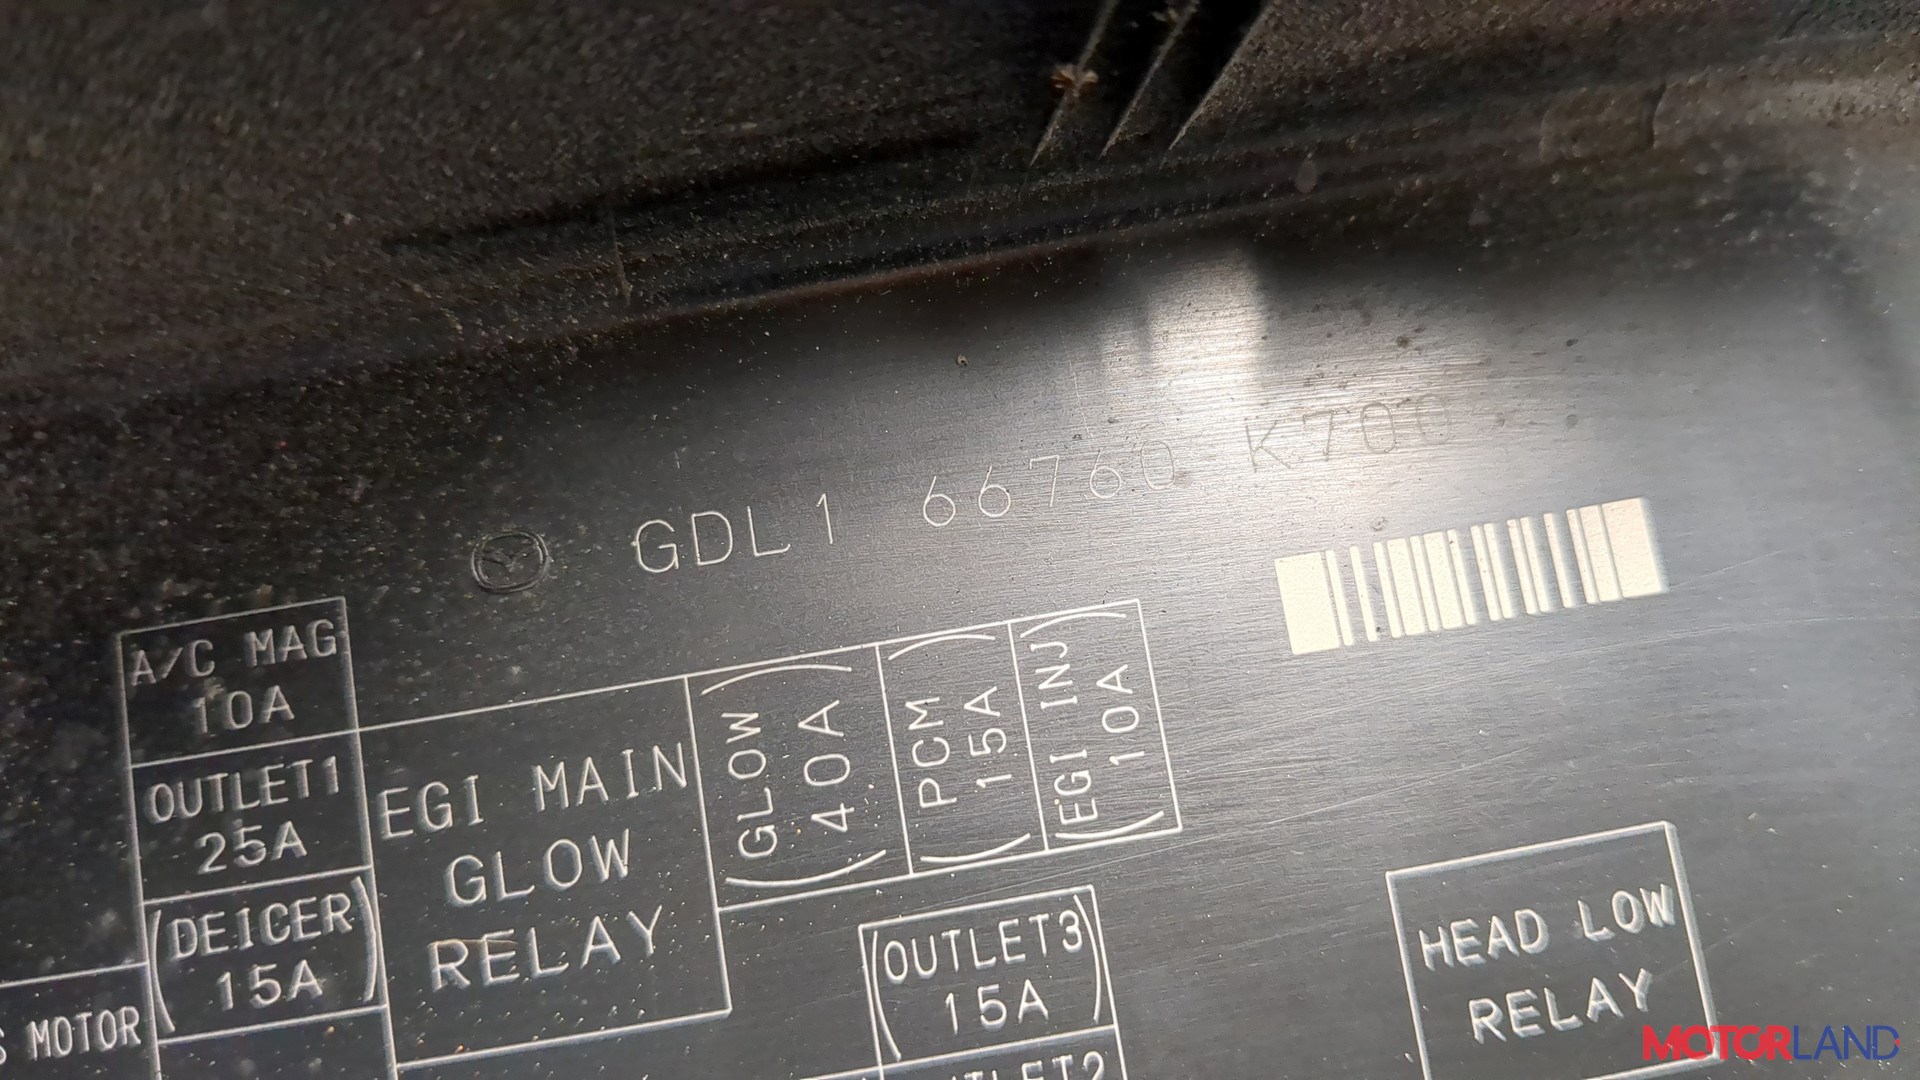 GDL1 66760 K700
A/C MAG
10A
OUTLET1
25A
(DEICER)
15A
S MOTOR
EGI MAIN
GLOW
RELAY
(GLOW)
(40A)
(PCM)
(15A)
(EGI INJ)
(10A)
(OUTLET3)
15A
HEAD LOW
RELAY
MOTORLAND